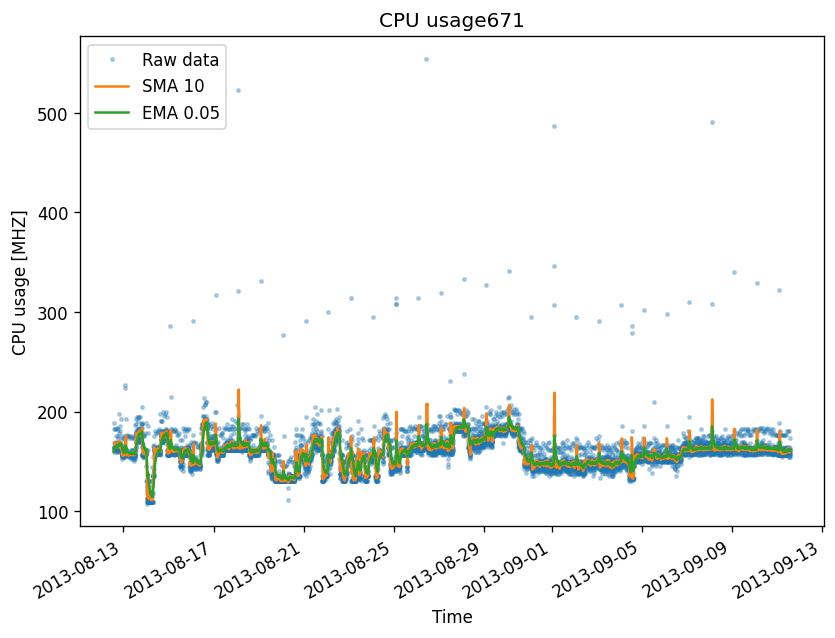 CPU usage671
Raw data
SMA 10
EMA 0.05
500
400
300
200
100
CPU usage [MHZ]
2013-08-13
2013-08-17
2013-08-21
2013-08-25
2013-08-29
2013-09-01
2013-09-05
2013-09-09
2013-09-13
Time